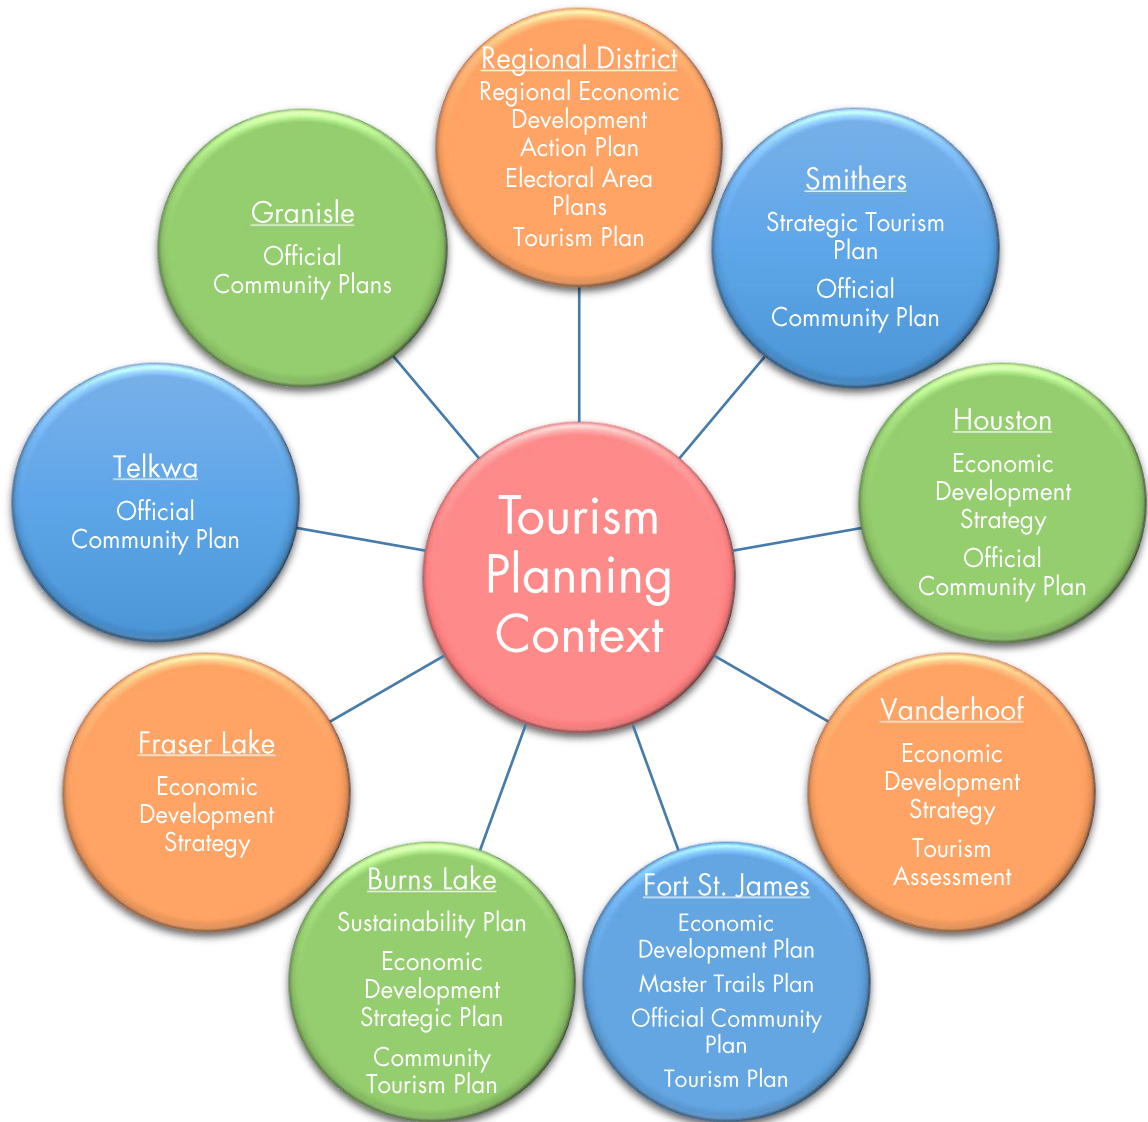 Regional District
Regional Economic
Development
Action Plan
Electoral Area
Plans
Tourism Plan
Smithers
Strategic Tourism
Plan
Official
Community Plan
Houston
Economic
Development
Strategy
Official
Community Plan
Vanderhoof
Economic
Development
Strategy
Tourism
Assessment
Fort St. James
Economic
Development Plan
Master Trails Plan
Official Community
Plan
Tourism Plan
Burns Lake
Sustainability Plan
Economic
Development
Strategic Plan
Community
Tourism Plan
Fraser Lake
Economic
Development
Strategy
Telkwa
Official
Community Plan
Granisle
Official
Community Plans
Tourism
Planning
Context